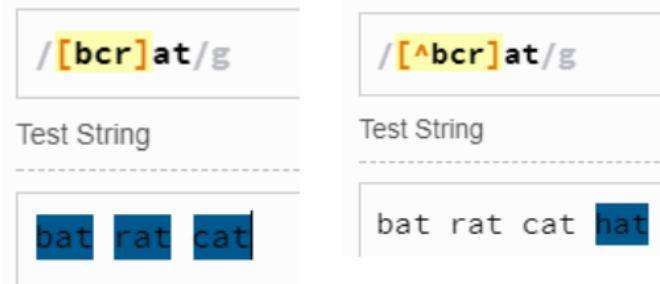 /[bcr]at/g
Test String
bat rat cat
/[^bcr]at/g
Test String
bat rat cat hat